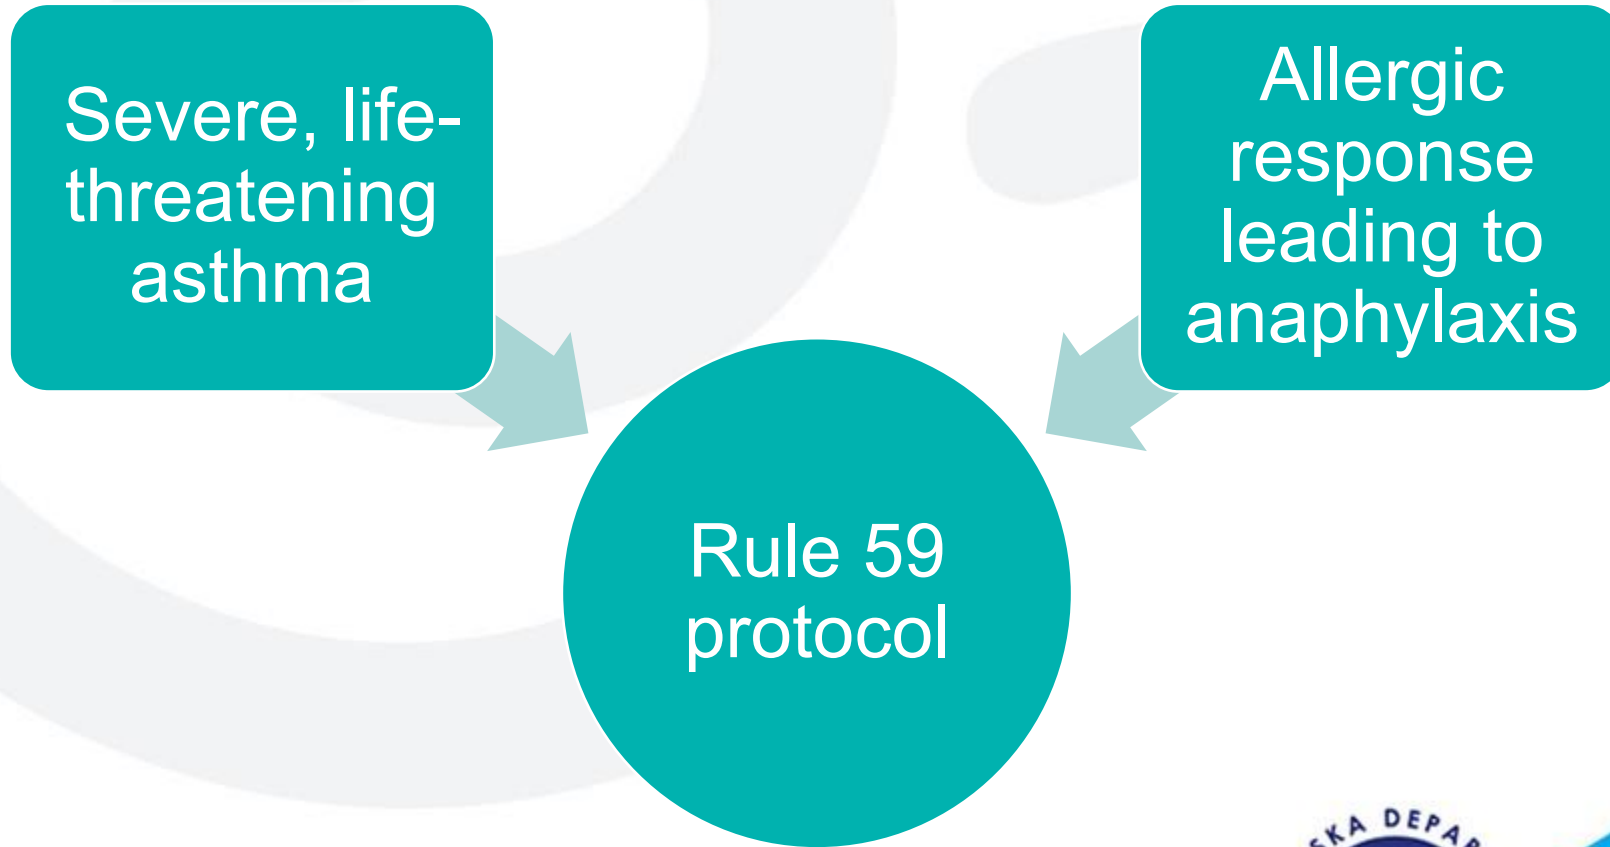 Severe, life-
threatening
asthma
Allergic
response
leading to
anaphylaxis
Rule 59
protocol